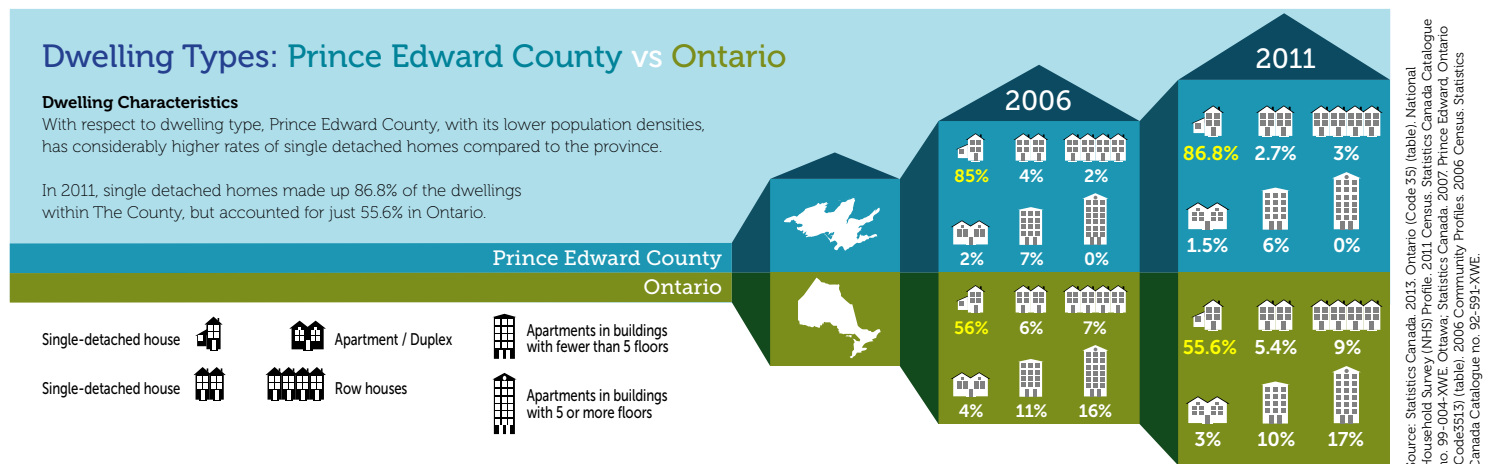 Dwelling Types: Prince Edward County vs Ontario
Dwelling Characteristics
With respect to dwelling type, Prince Edward County, with its lower population densities,
has considerably higher rates of single detached homes compared to the province.
In 2011, single detached homes made up 86.8% of the dwellings
within The County, but accounted for just 55.6% in Ontario.
Prince Edward County
Ontario
Single-detached house
Apartment / Duplex
Apartments in buildings
with fewer than 5 floors
Single-detached house
Row houses
Apartments in buildings
with 5 or more floors
2006
85% 4% 2%
2% 7% 0%
56% 6% 7%
4% 11% 16%
2011
86.8% 2.7% 3%
1.5% 6% 0%
55.6% 5.4% 9%
3% 10% 17%
Source: Statistics Canada. 2013. Ontario (Code 35) (table). National
Household Survey (NHS) Profile. 2011 Census. Statistics Canada Catalogue
no. 99-004-XWE. Ottawa; Statistics Canada. 2007. Prince Edward, Ontario
(Code3513) (table). 2006 Community Profiles. 2006 Census. Statistics
Canada Catalogue no. 92-591-XWE.